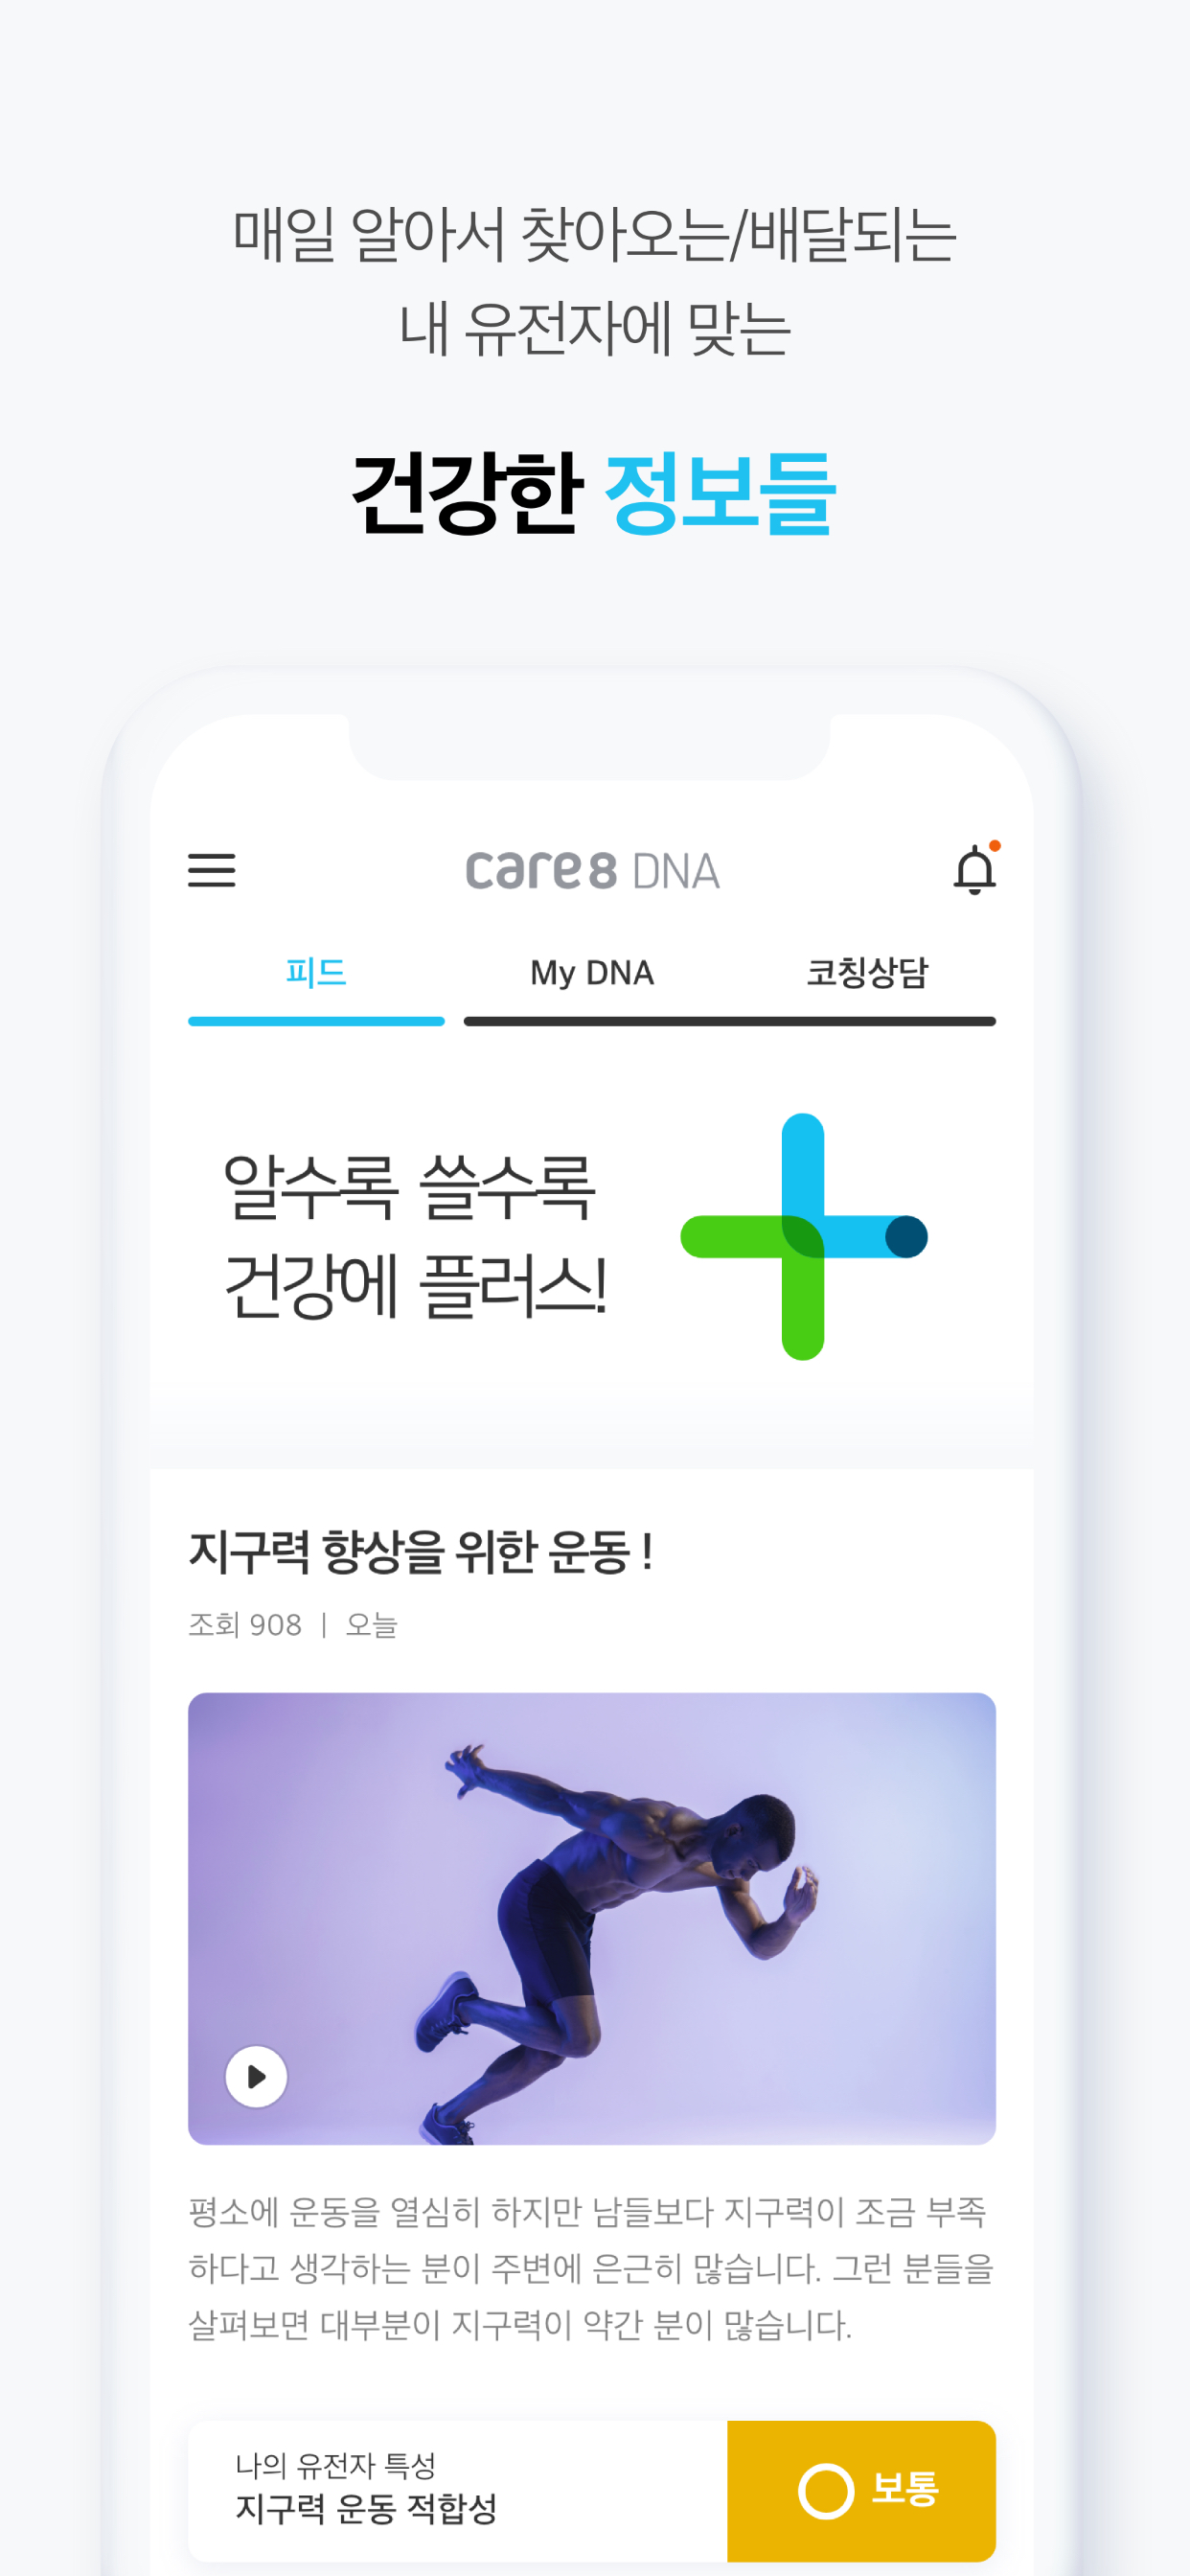 매일 알아서 찾아오는/배달되는
내 유전자에 맞는
건강한 정보들
care8 DNA
피드
My DNA
코칭상담
알수록 쓸수록
건강에 플러스!
지구력 향상을 위한 운동 !
조회 908 | 오늘
평소에 운동을 열심히 하지만 남들보다 지구력이 조금 부족
하다고 생각하는 분이 주변에 은근히 많습니다. 그런 분들을
살펴보면 대부분이 지구력이 약간 분이 많습니다.
나의 유전자 특성
지구력 운동 적합성
보통